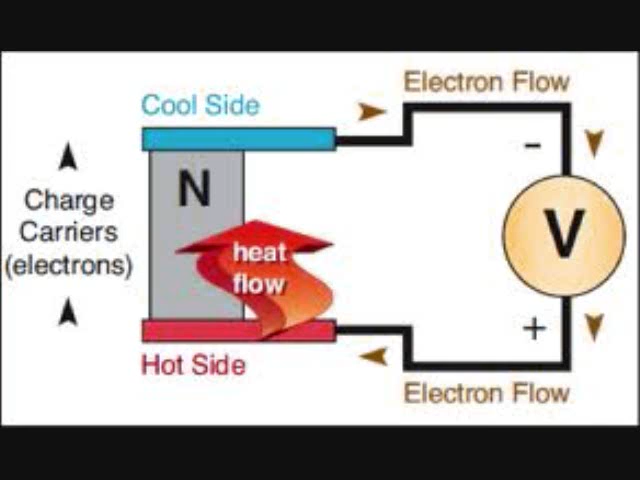 Electron Flow
Cool Side
-
N
Charge
Carriers
(electrons)
V
heat
flow
+
Hot Side
Electron Flow